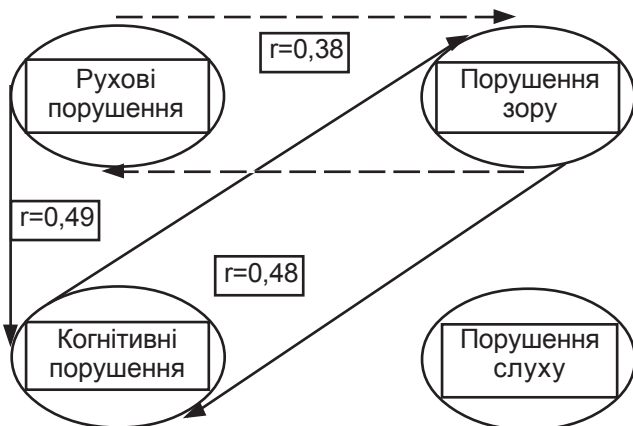 r=0,38
Рухові
порушення
Порушення
зору
r=0,49
r=0,48
Когнітивні
порушення
Порушення
слуху